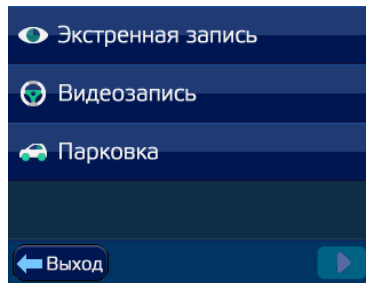 Экстренная запись
Видеозапись
Парковка
Выход